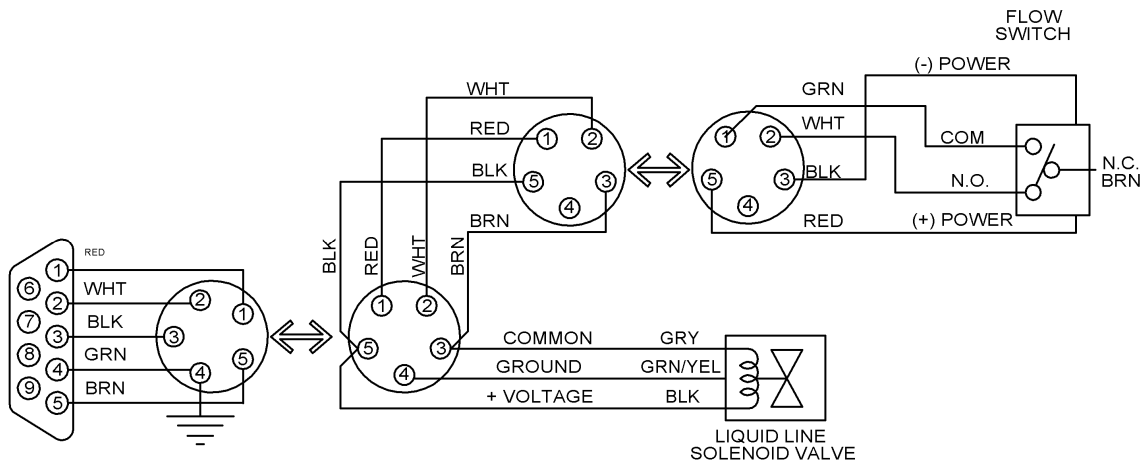 FLOW
SWITCH
(-) POWER
GRN
WHT
WHT
RED
1
2
1
2
COM
BLK
5
3
5
3
BLK
N.C.
BRN
N.O.
4
4
BRN
RED
(+) POWER
BLK
RED
WHT
BRN
RED
1
6
WHT
2
2
1
1
2
7
BLK
3
3
COMMON
GRY
5
3
8
GRN
4
4
5
GROUND
GRN/YEL
4
9
BRN
5
+ VOLTAGE
BLK
LIQUID LINE
SOLENOID VALVE